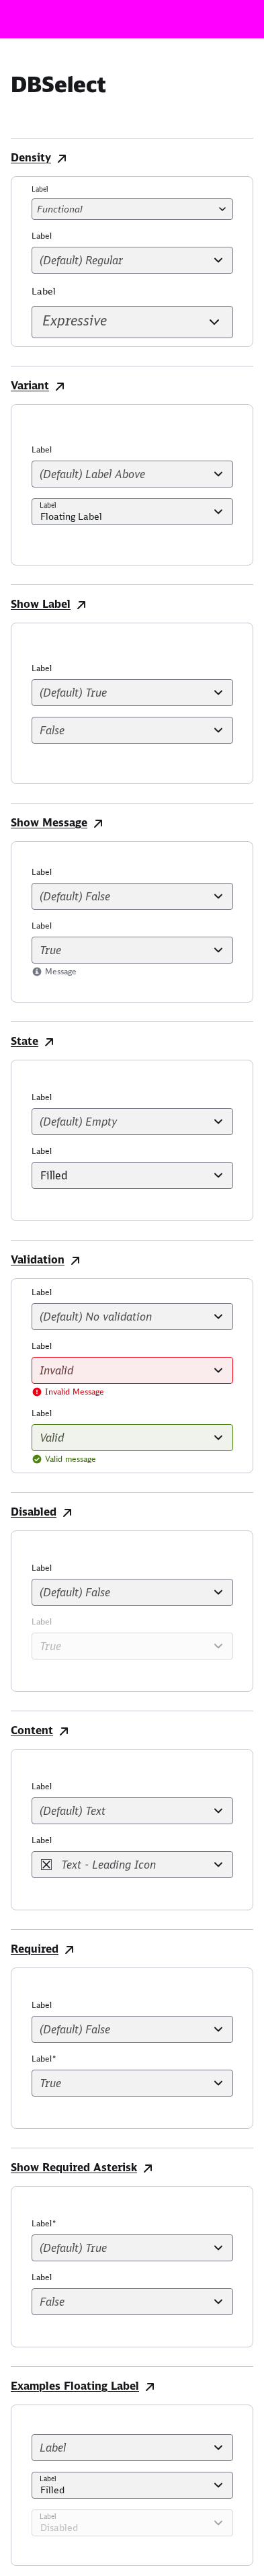 DBSelect
Density
Label
Functional
Label
(Default) Regular
Label
Expressive
Variant
Label
(Default) Label Above
Label
Floating Label
Show Label
Label
(Default) True
False
Show Message
Label
(Default) False
Label
True
Message
State
Label
(Default) Empty
Label
Filled
Validation
Label
(Default) No validation
Label
Invalid
Invalid Message
Label
Valid
Valid message
Disabled
Label
(Default) False
Label
True
Content
Label
(Default) Text
Label
Text - Leading Icon
Required
Label
(Default) False
Label*
True
Show Required Asterisk
Label*
(Default) True
Label
False
Examples Floating Label
Label
Label
Filled
Label
Disabled